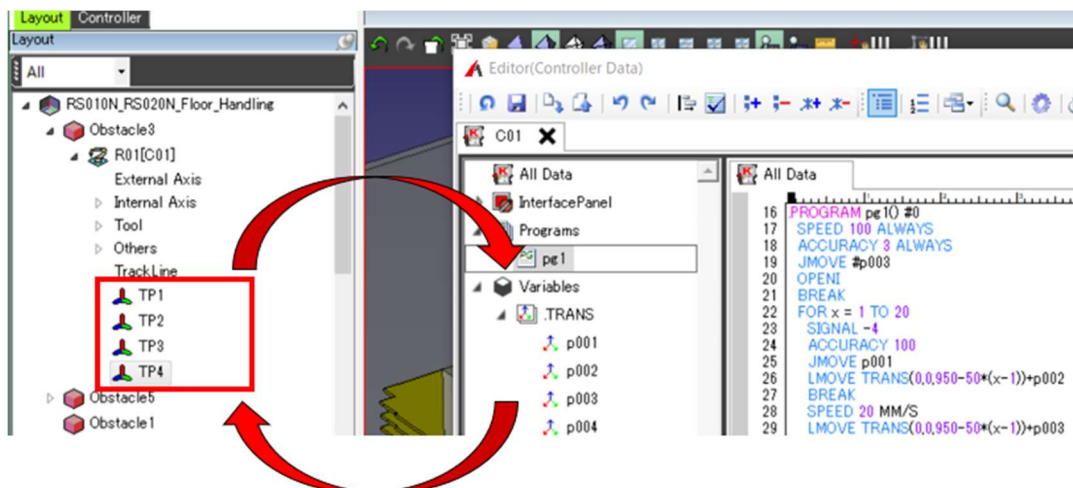 Layout Controller
Layout
All
RS010N_RS020N_Floor_Handling
Obstacle3
R01[C01]
External Axis
Internal Axis
Tool
Others
TrackLine
TP1
TP2
TP3
TP4
Obstacle5
Obstacle1
Editor(Controller Data)
C01
All Data
InterfacePanel
Programs
pg1
Variables
.TRANS
p001
p002
p003
p004
All Data
16 .PROGRAM pg1() #0
17 SPEED 100 ALWAYS
18 ACCURACY 3 ALWAYS
19 JMOVE #p003
20 OPENI
21 BREAK
22 FOR x = 1 TO 20
23 SIGNAL -4
24 ACCURACY 100
25 JMOVE p001
26 LMOVE TRANS(0,0,950-50*(x-1))+p002
27 BREAK
28 SPEED 20 MM/S
29 LMOVE TRANS(0,0,950-50*(x-1))+p003